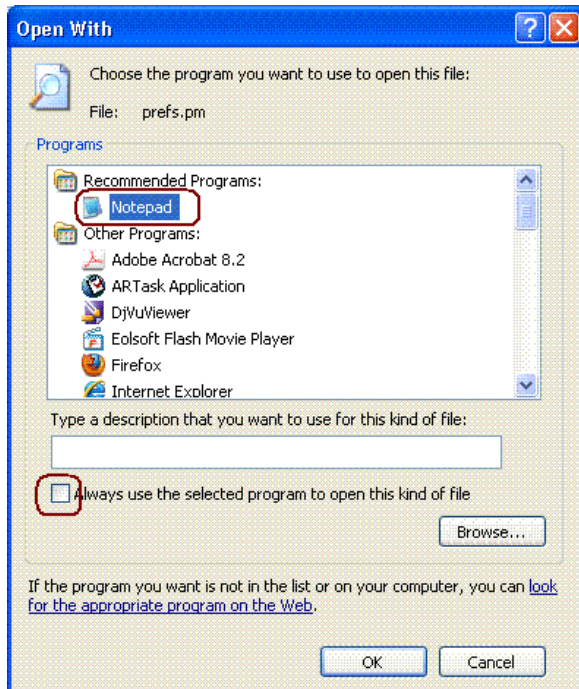 Open With
Choose the program you want to use to open this file:
File: prefs.pm
Programs
Recommended Programs:
Notepad
Other Programs:
Adobe Acrobat 8.2
ARTask Application
DjVuViewer
Eolsoft Flash Movie Player
Firefox
Internet Explorer
Type a description that you want to use for this kind of file:
Always use the selected program to open this kind of file
Browse...
If the program you want is not in the list or on your computer, you can look
for the appropriate program on the Web.
OK Cancel